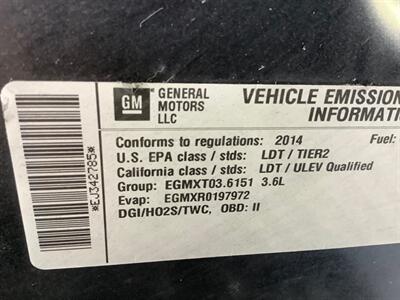 GM
GENERAL
MOTORS
LLC
VEHICLE EMISSION
INFORMATI
Conforms to regulations: 2014 Fuel:
U.S. EPA class / stds: LDT / TIER2
California class / stds: LDT / ULEV Qualified
Group: EGMXT03.6151 3.6L
Evap: EGMXR0197972
DGI/HO2S/TWC, OBD: II
*EJ342785*